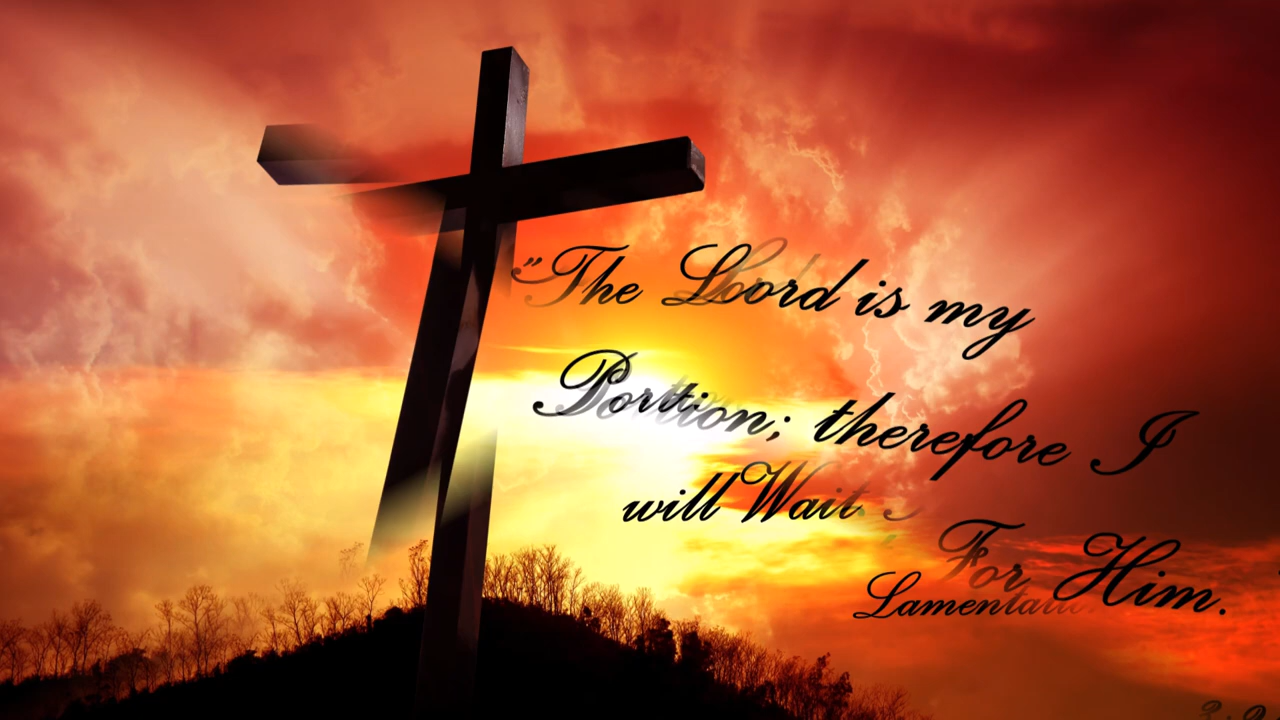 "The Lord is my
Portion; therefore I
will Wait
For Him.